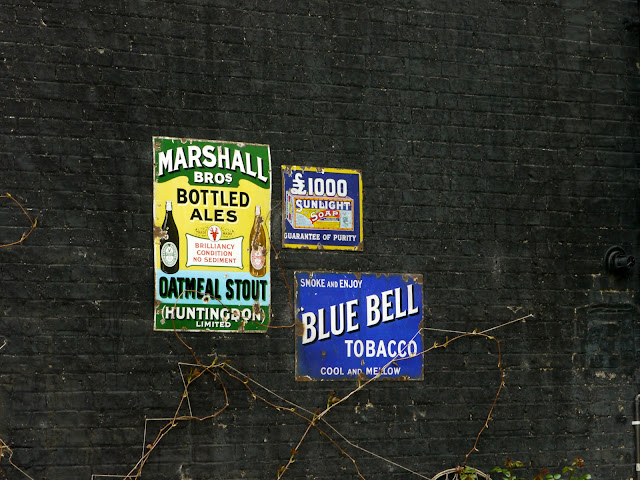 MARSHALL
BROS
BOTTLED
ALES
BRILLIANCY
CONDITION
NO SEDIMENT
OATMEAL STOUT
(HUNTINGDON)
LIMITED
£1000
SUNLIGHT
SOAP
GUARANTEE OF PURITY
SMOKE AND ENJOY
BLUE BELL
TOBACCO
COOL AND MELLOW